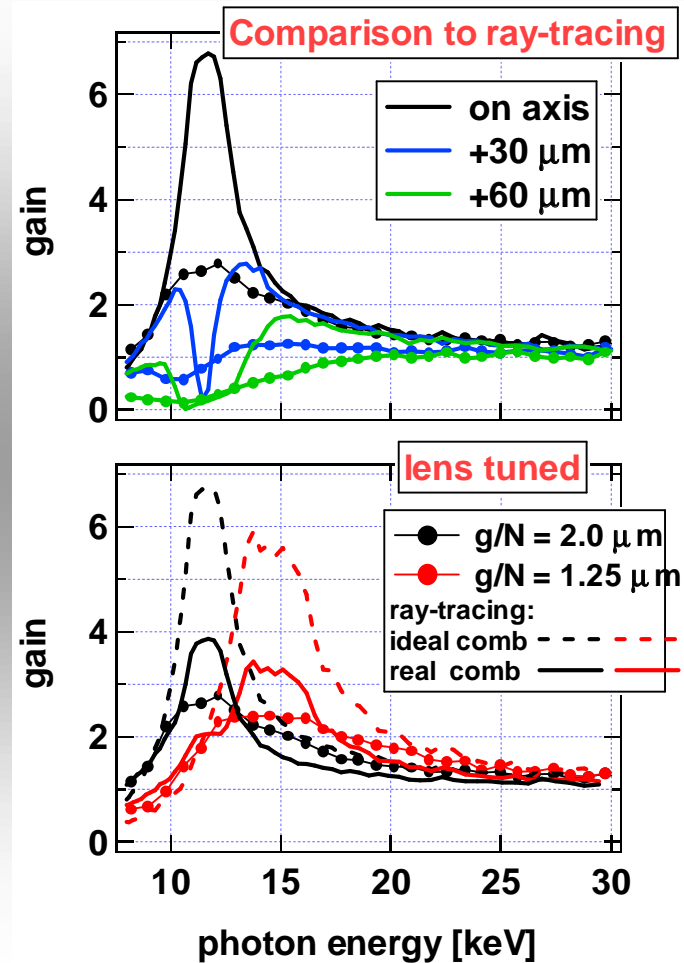 Comparison to ray-tracing
on axis
+30 μm
+60 μm
gain
6
4
2
0
lens tuned
g/N = 2.0 μm
g/N = 1.25 μm
ray-tracing:
ideal comb
real comb
gain
6
4
2
0
10 15 20 25 30
photon energy [keV]